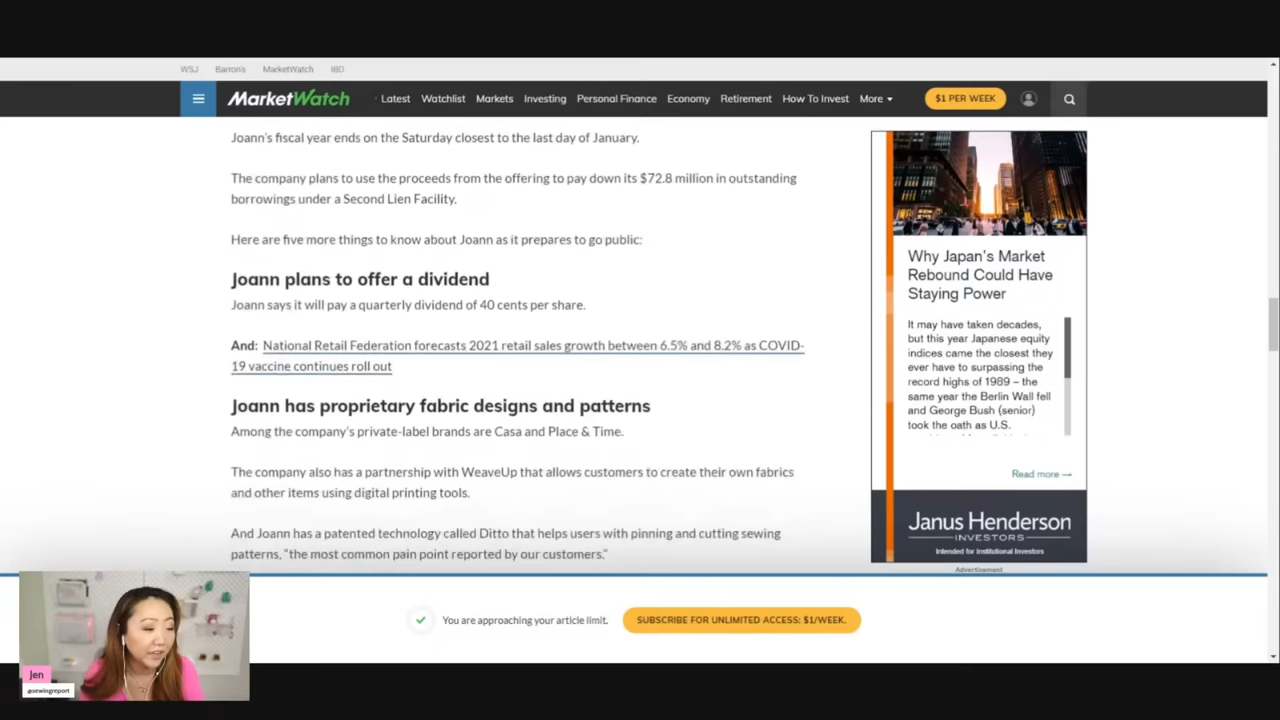 WSJ Barron's MarketWatch IBD
MarketWatch Latest Watchlist Markets Investing Personal Finance Economy Retirement How To Invest More $1 PER WEEK
Joann's fiscal year ends on the Saturday closest to the last day of January.
The company plans to use the proceeds from the offering to pay down its $72.8 million in outstanding
borrowings under a Second Lien Facility.
Here are five more things to know about Joann as it prepares to go public:
Joann plans to offer a dividend
Joann says it will pay a quarterly dividend of 40 cents per share.
And: National Retail Federation forecasts 2021 retail sales growth between 6.5% and 8.2% as COVID-
19 vaccine continues roll out
Joann has proprietary fabric designs and patterns
Among the company's private-label brands are Casa and Place & Time.
The company also has a partnership with WeaveUp that allows customers to create their own fabrics
and other items using digital printing tools.
And Joann has a patented technology called Ditto that helps users with pinning and cutting sewing
patterns, “the most common pain point reported by our customers.”
Why Japan's Market
Rebound Could Have
Staying Power
It may have taken decades,
but this year Japanese equity
indices came the closest they
ever have to surpassing the
record highs of 1989 – the
same year the Berlin Wall fell
and George Bush (senior)
took the oath as U.S.
Read more →
Janus Henderson
INVESTORS
Intended for Institutional Investors
Advertisement
You are approaching your article limit. SUBSCRIBE FOR UNLIMITED ACCESS: $1/WEEK.
Jen
@sewingreport